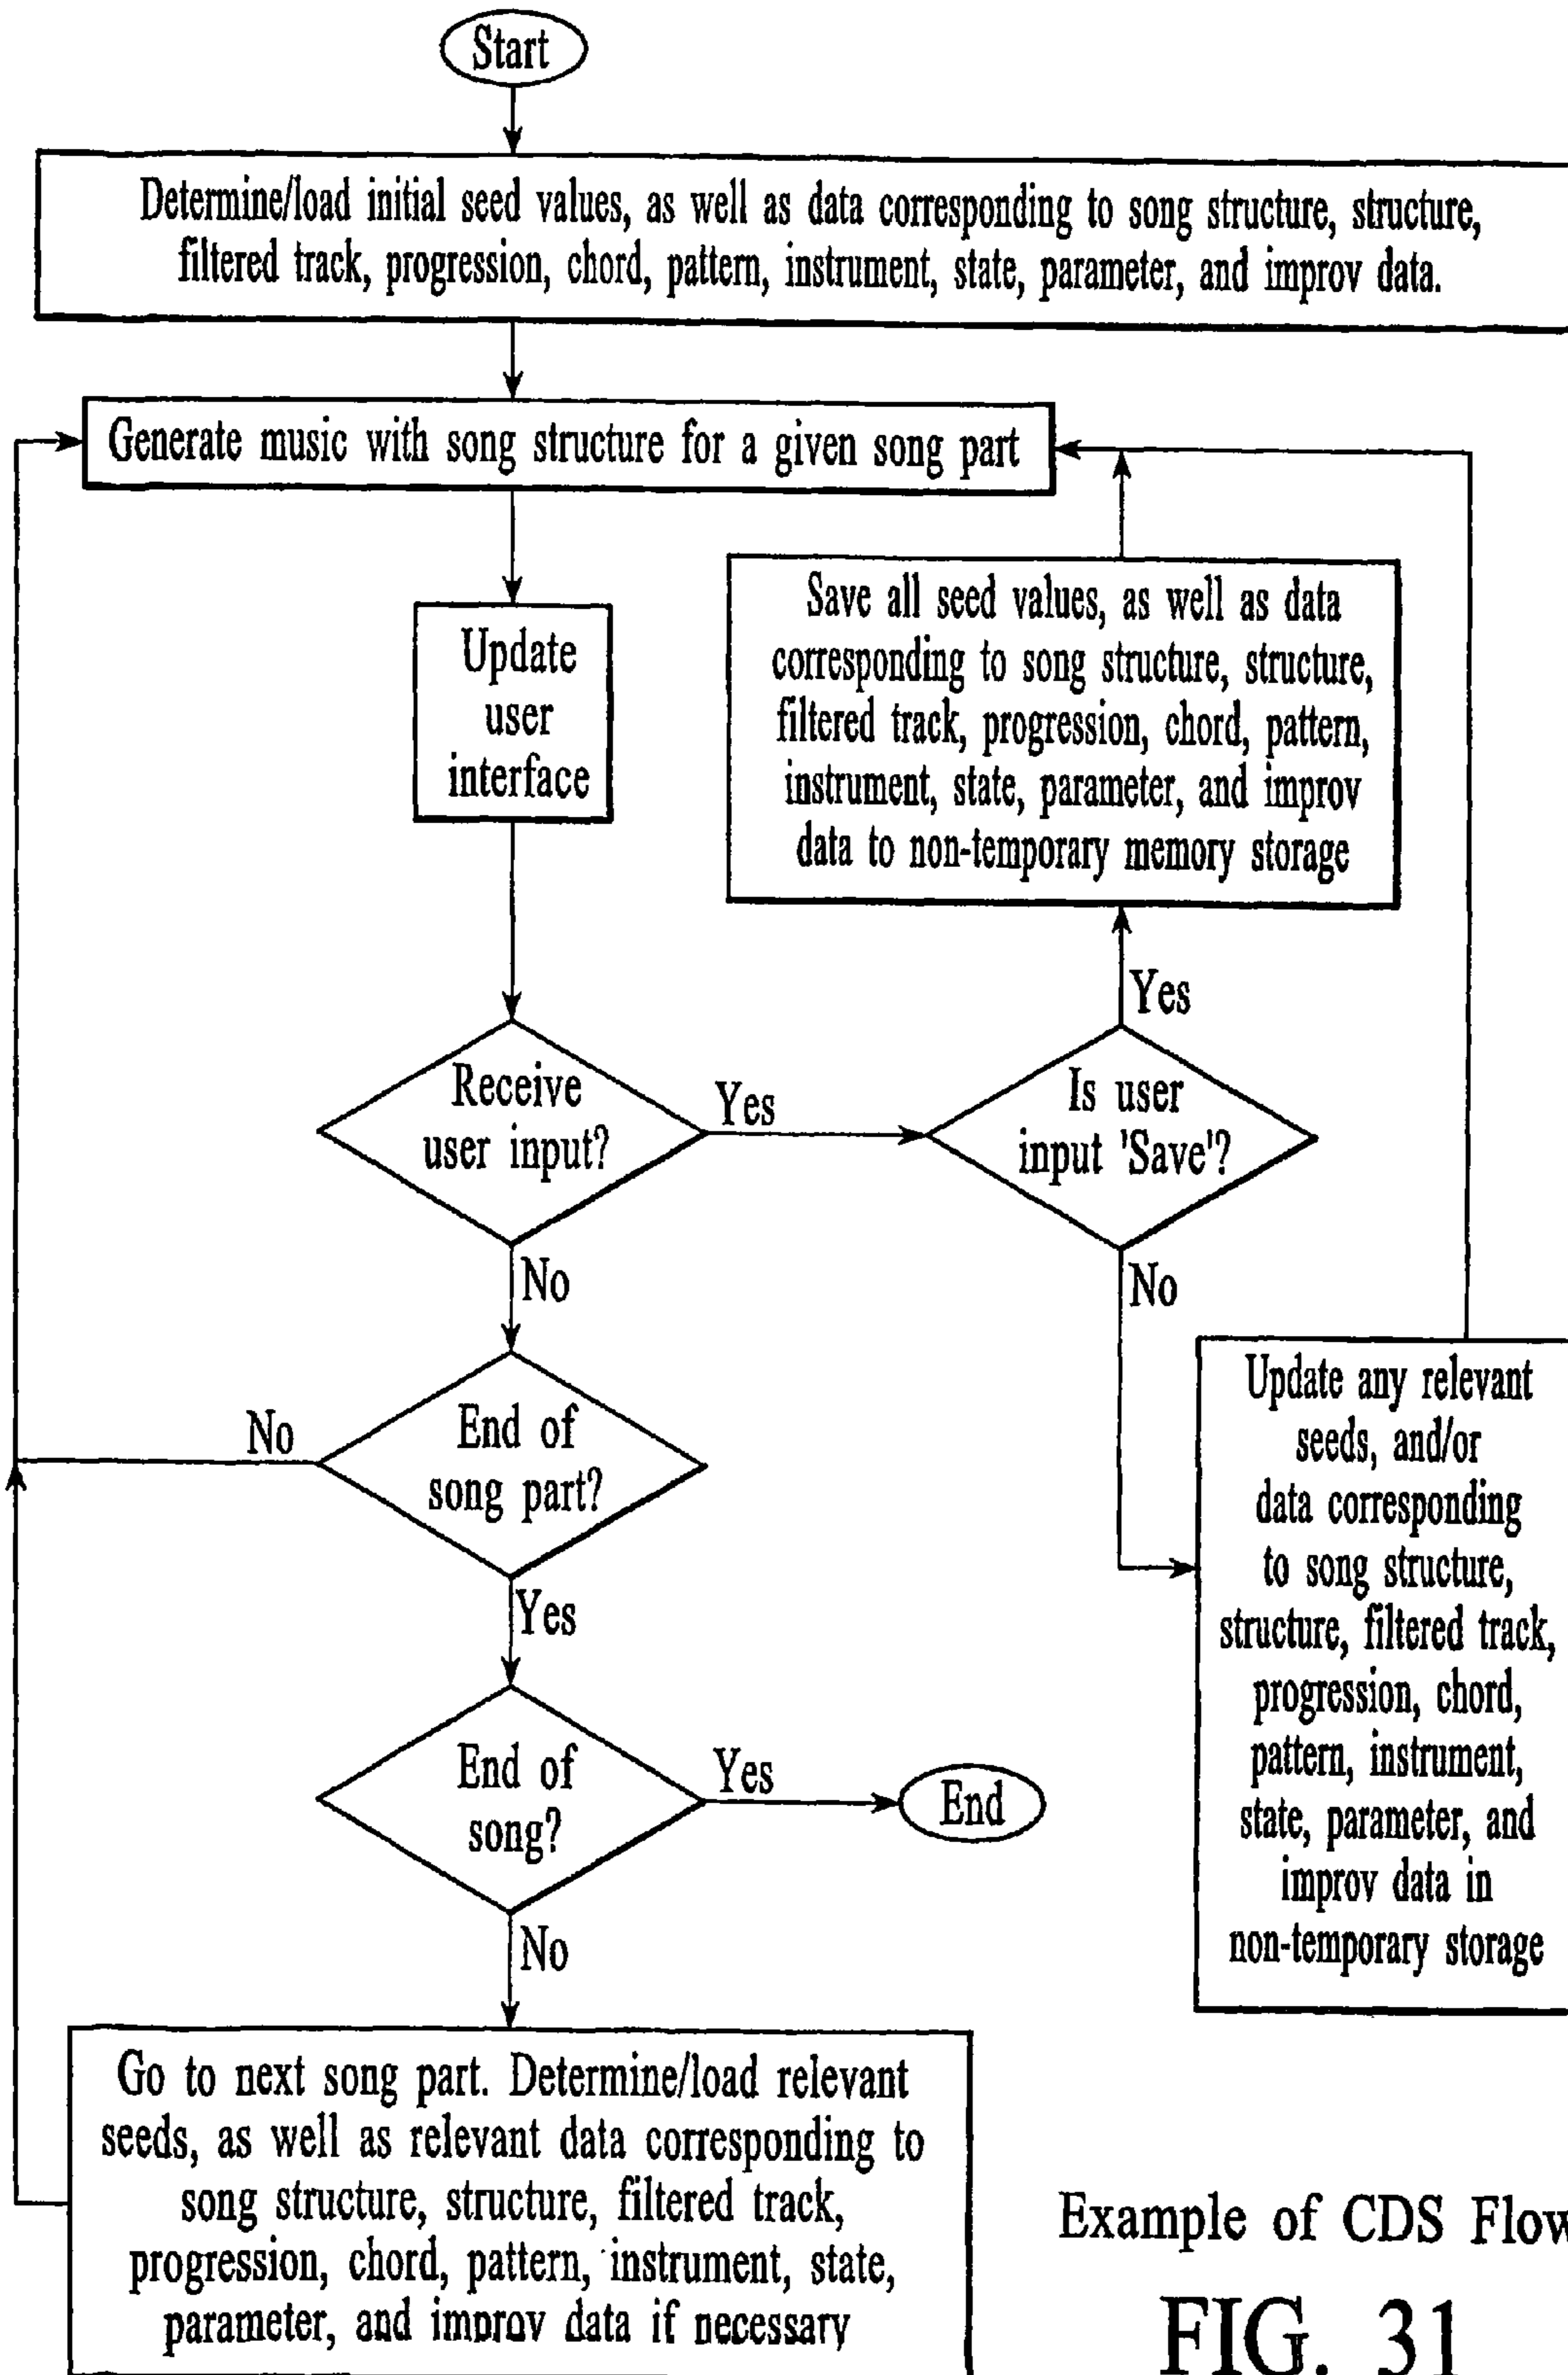 Start
Determine/load initial seed values, as well as data corresponding to song structure, structure,
filtered track, progression, chord, pattern, instrument, state, parameter, and improv data.
Generate music with song structure for a given song part
Update
user
interface
Save all seed values, as well as data
corresponding to song structure, structure,
filtered track, progression, chord, pattern,
instrument, state, parameter, and improv
data to non-temporary memory storage
Yes
Receive
user input?
Yes
Is user
input 'Save'?
No
No
Update any relevant
seeds, and/or
data corresponding
to song structure,
structure, filtered track,
progression, chord,
pattern, instrument,
state, parameter, and
improv data in
non-temporary storage
No
End of
song part?
Yes
End of
song?
Yes
End
No
Go to next song part. Determine/load relevant
seeds, as well as relevant data corresponding to
song structure, structure, filtered track,
progression, chord, pattern, instrument, state,
parameter, and improv data if necessary
Example of CDS Flow
FIG. 31